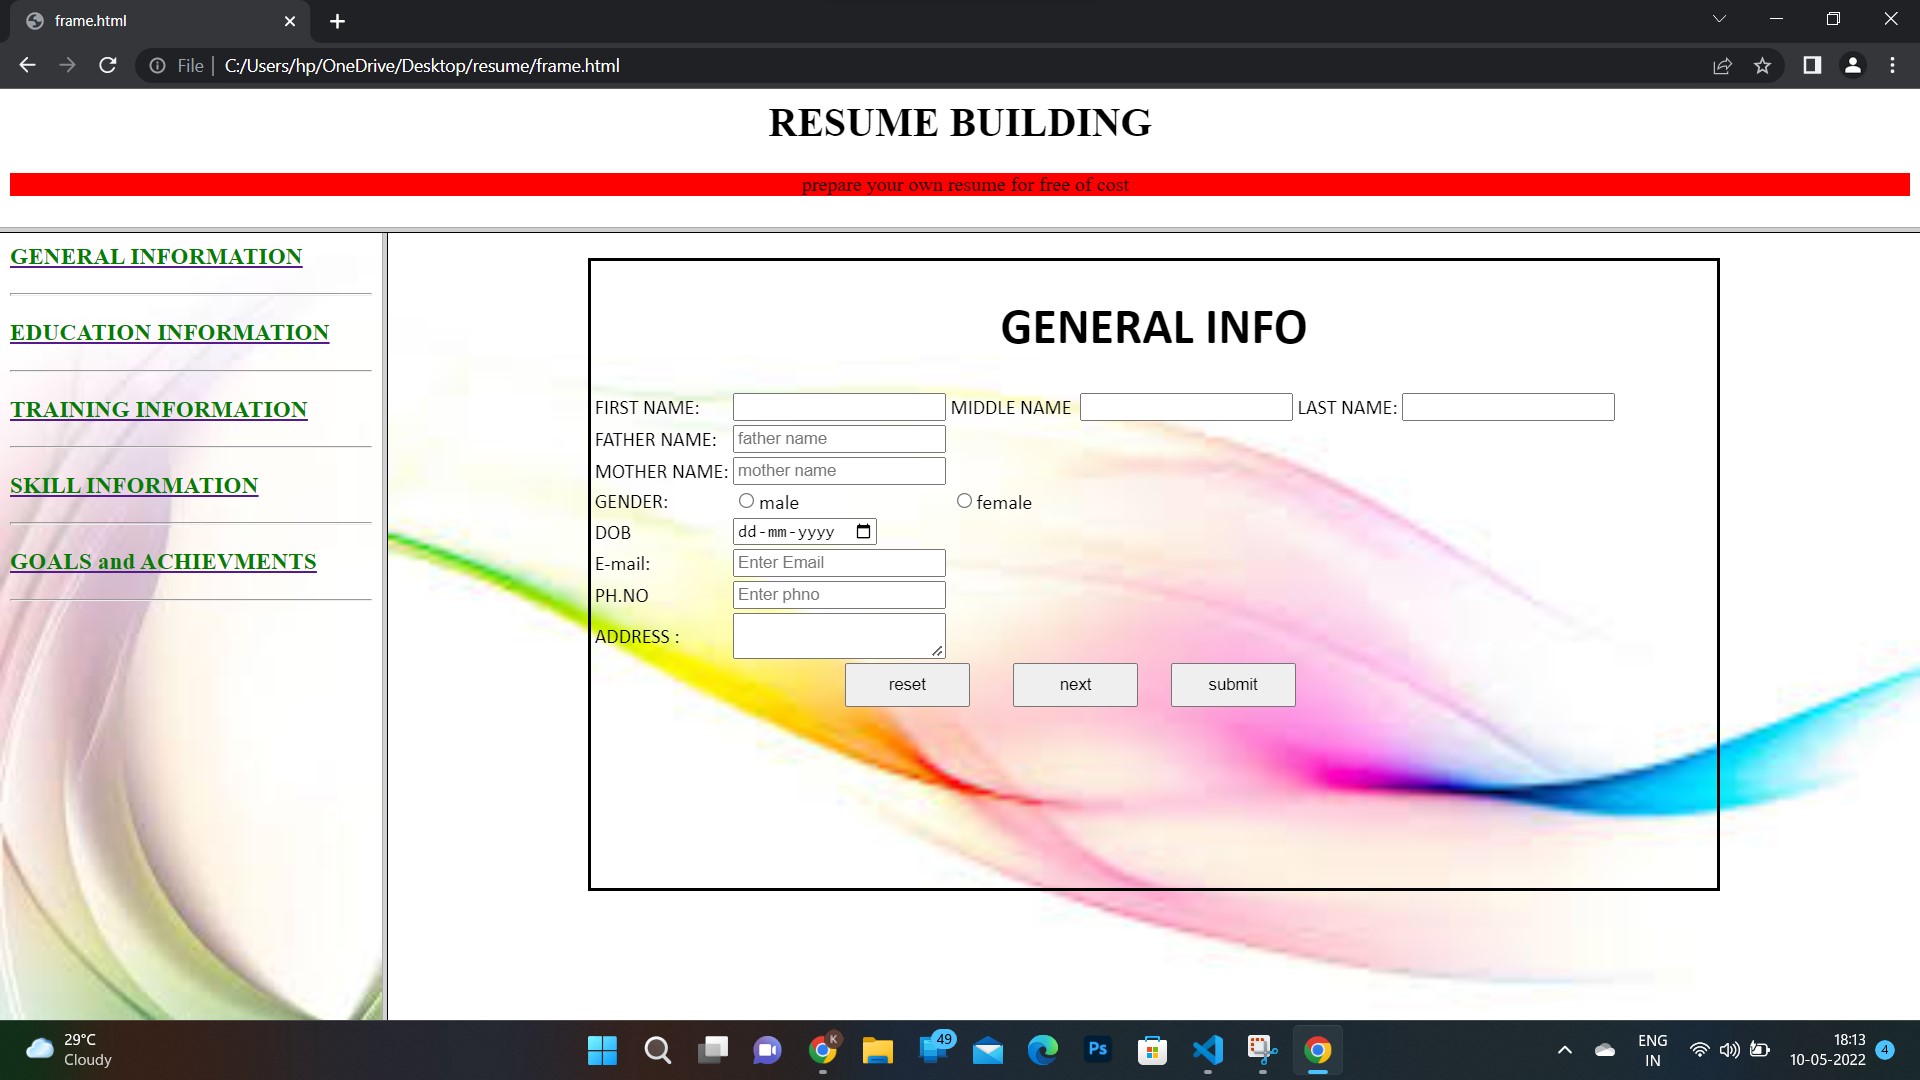 frame.html
File | C:/Users/hp/OneDrive/Desktop/resume/frame.html
RESUME BUILDING
prepare your own resume for free of cost
GENERAL INFORMATION
EDUCATION INFORMATION
TRAINING INFORMATION
SKILL INFORMATION
GOALS and ACHIEVMENTS
GENERAL INFO
FIRST NAME: MIDDLE NAME LAST NAME:
FATHER NAME: father name
MOTHER NAME: mother name
GENDER: male female
DOB dd-mm-yyyy
E-mail: Enter Email
PH.NO Enter phno
ADDRESS :
reset next submit
29°C
Cloudy
K
49
Ps
ENG
IN
18:13
10-05-2022
4